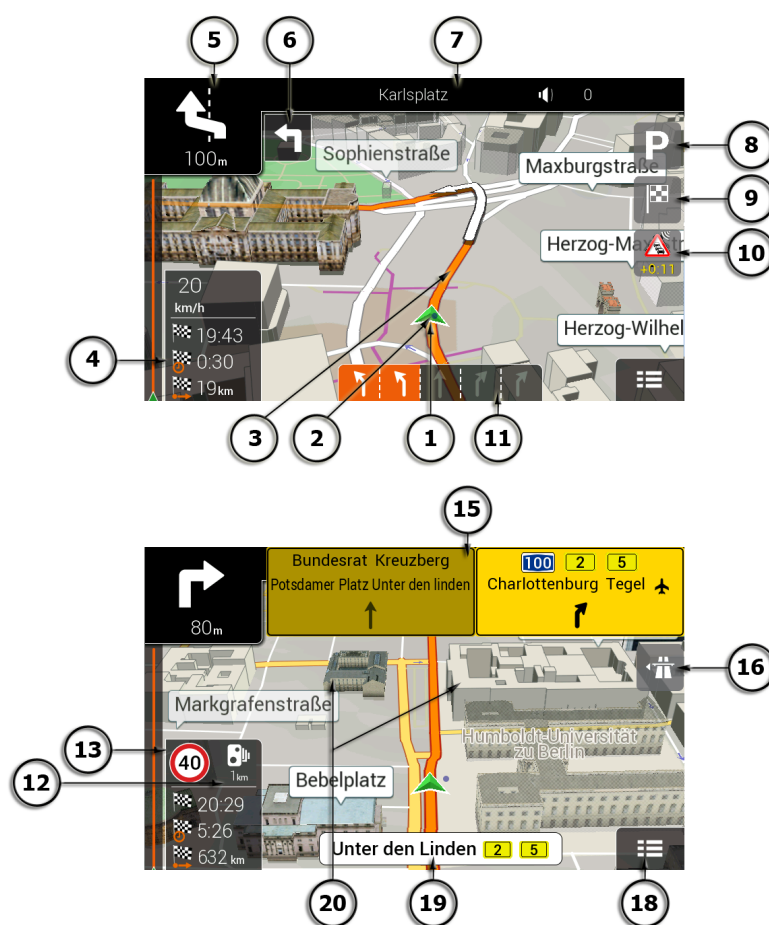 5
6
7
Karlsplatz 0
100m
P
8
Sophienstraße
Maxburgstraße
9
Herzog-Max
10
+0:11
20
km/h
19:43
Herzog-Wilhel
4
0:30
19km
3
2
1
11
15
Bundesrat Kreuzberg
Potsdamer Platz Unter den linden
100 2 5
Charlottenburg Tegel
80m
16
Markgrafenstraße
13
Humboldt-Universität
zu Berlin
40
1km
12
Bebelplatz
20:29
5:26
632 km
Unter den Linden 2 5
20
19
18